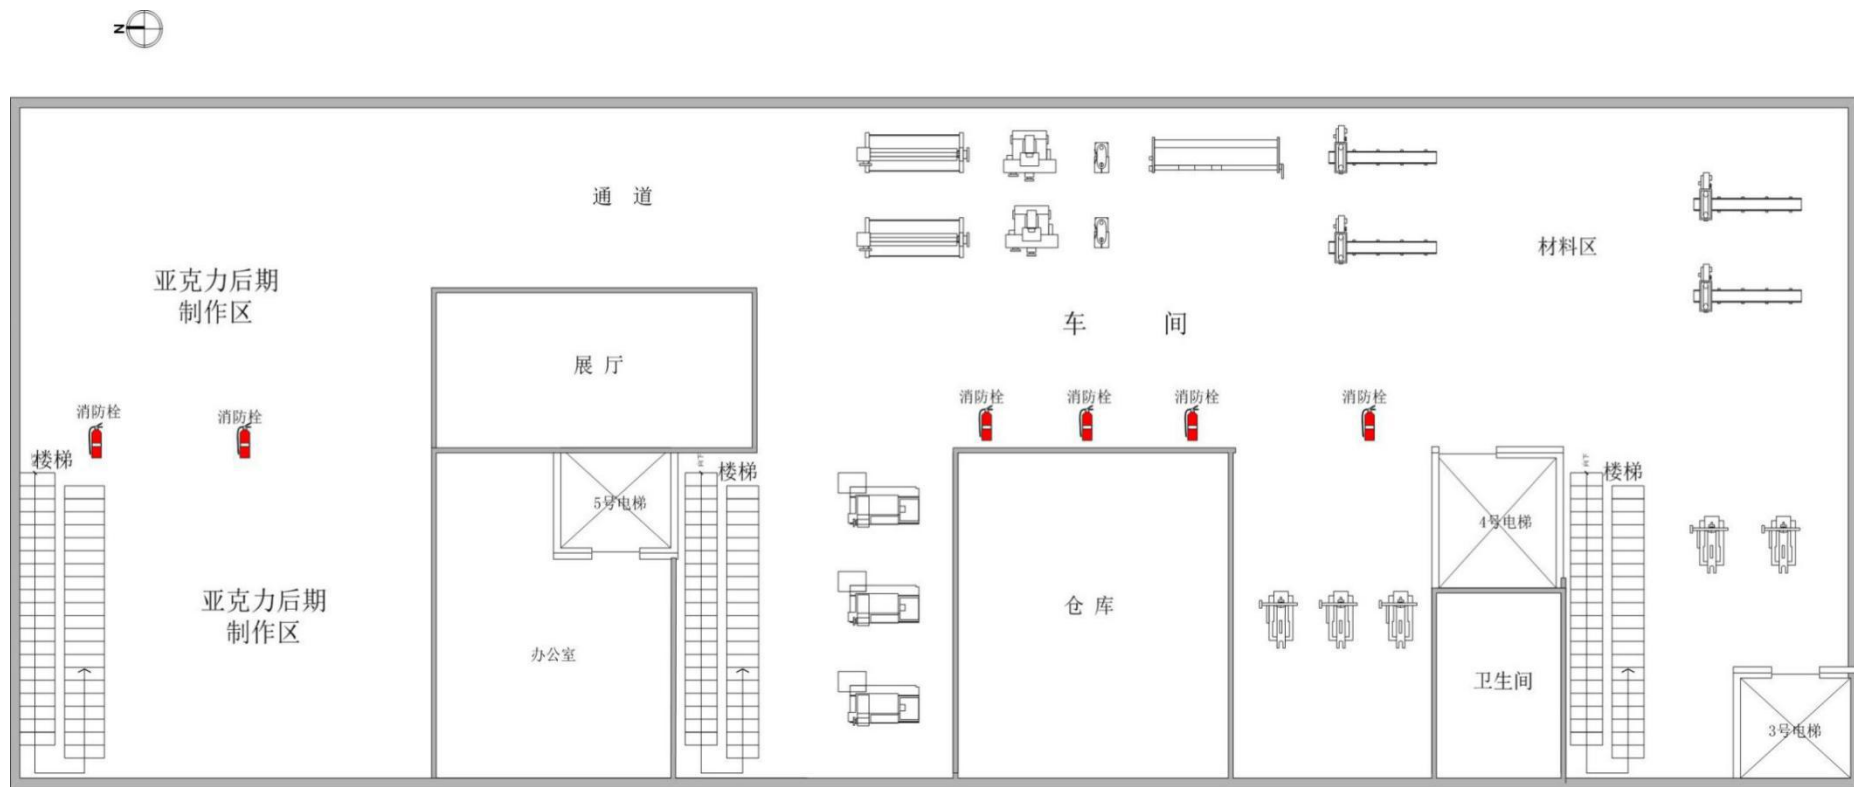 N
通 道
亚克力后期
制作区
材料区
车 间
展 厅
消防栓
消防栓
消防栓
消防栓
消防栓
消防栓
楼梯
楼梯
楼梯
5号电梯
4号电梯
亚克力后期
制作区
仓 库
办公室
卫生间
3号电梯